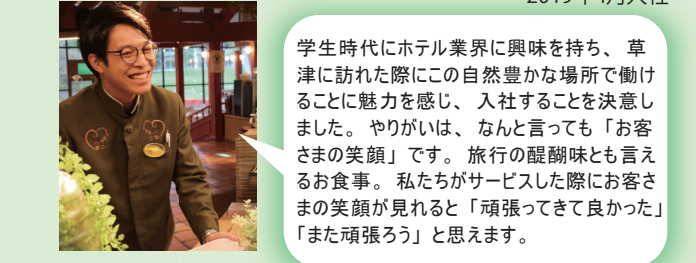 学生時代にホテル業界に興味を持ち、 草
津に訪れた際にこの自然豊かな場所で働け
ることに魅力を感じ、 入社することを決意し
ました。 やりがいは、 なんと言っても 「お客
さまの笑顔」 です。 旅行の醍醐味とも言え
るお食事。 私たちがサービスした際にお客さ
まの笑顔が見れると 「頑張ってきて良かった」
「また頑張ろう」 と思えます。